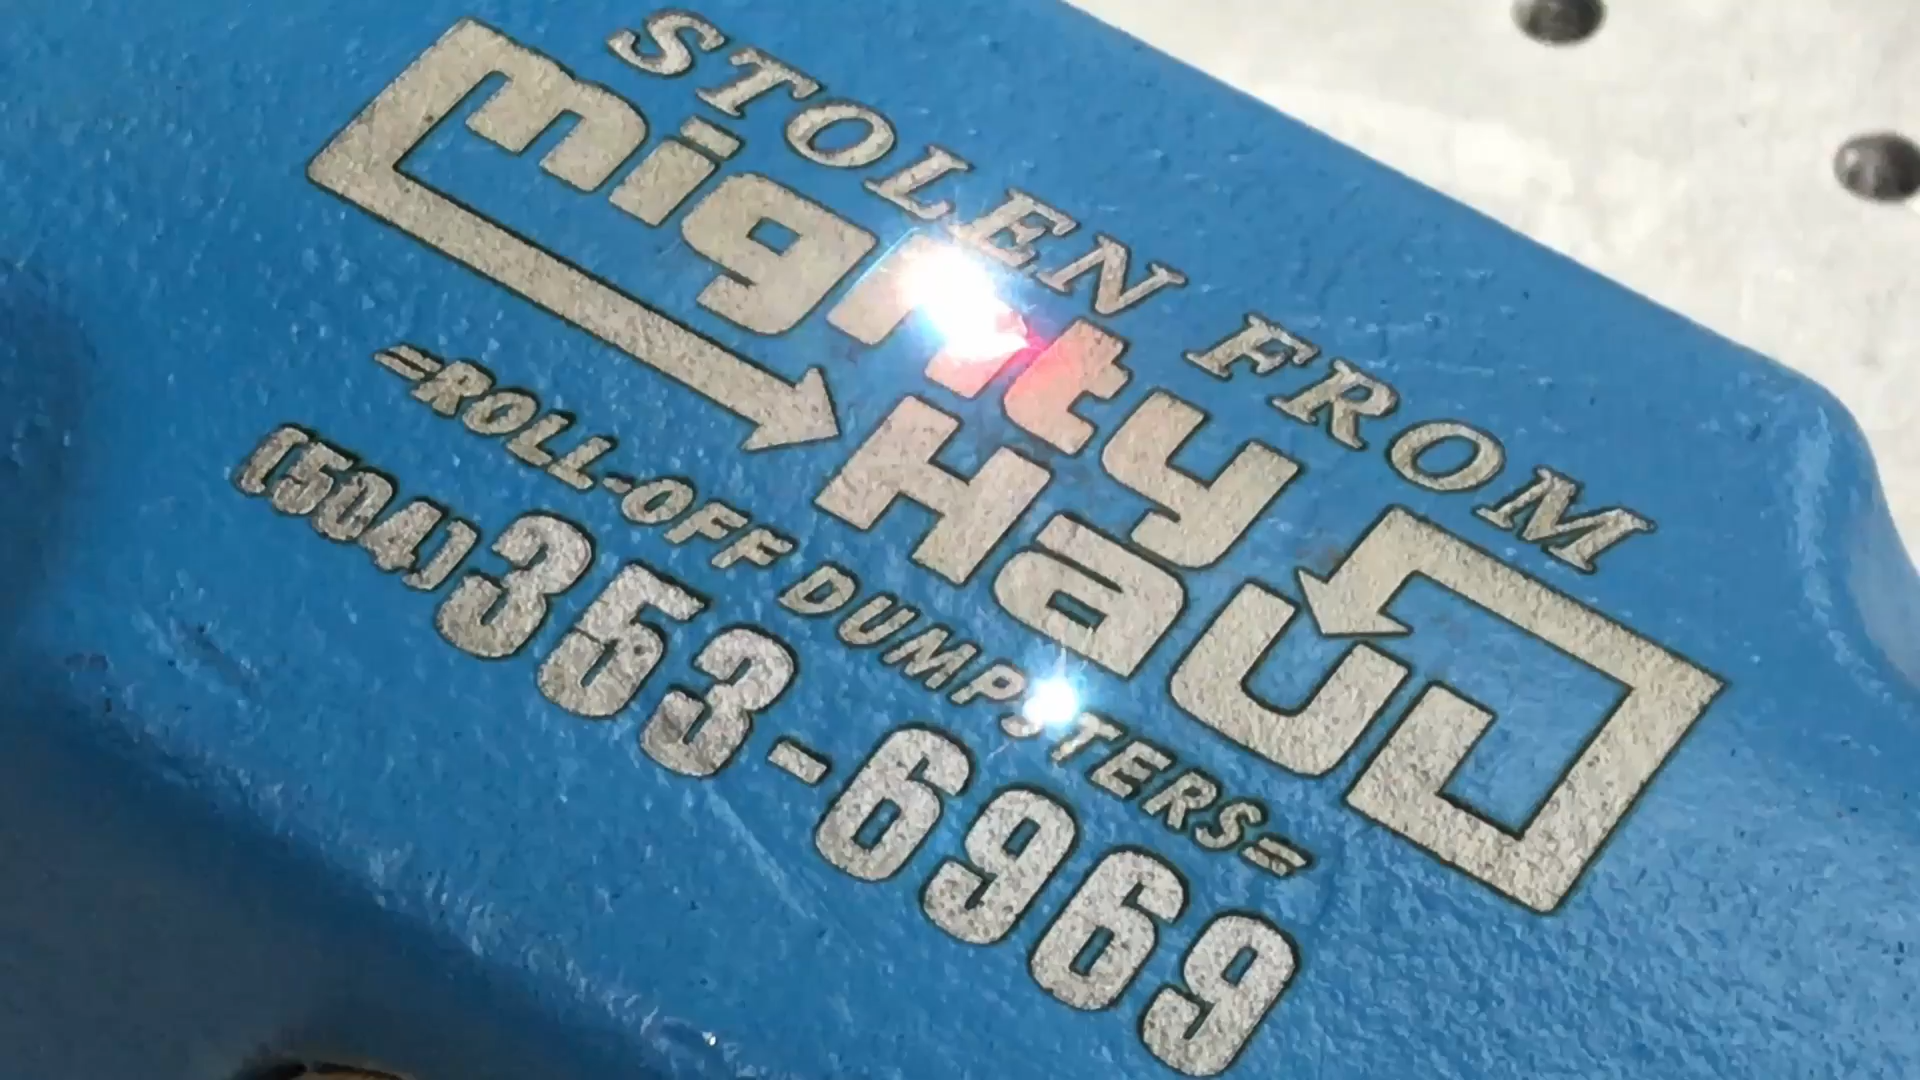 STOLEN FROM
mighty
Haul
=ROLL-OFF DUMPSTERS=
(504)353-6969